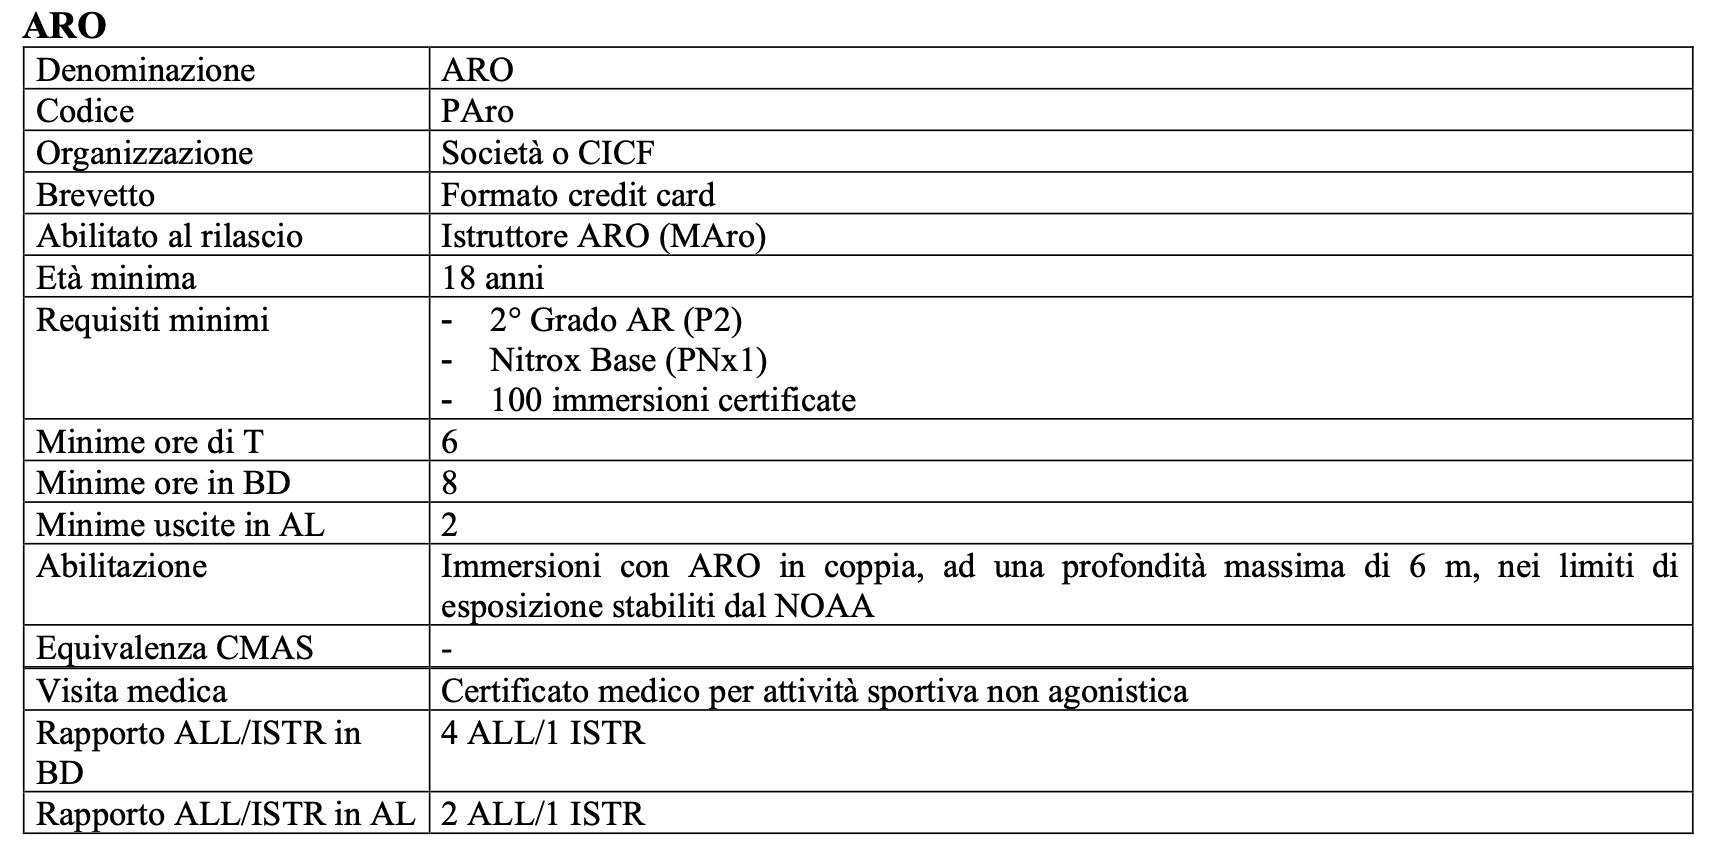 ARO
Denominazione ARO
Codice PAro
Organizzazione Società o CICF
Brevetto Formato credit card
Abilitato al rilascio Istruttore ARO (MAro)
Età minima 18 anni
Requisiti minimi - 2° Grado AR (P2)
- Nitrox Base (PNx1)
- 100 immersioni certificate
Minime ore di T 6
Minime ore in BD 8
Minime uscite in AL 2
Abilitazione Immersioni con ARO in coppia, ad una profondità massima di 6 m, nei limiti di
esposizione stabiliti dal NOAA
Equivalenza CMAS -
Visita medica Certificato medico per attività sportiva non agonistica
Rapporto ALL/ISTR in 4 ALL/1 ISTR
BD
Rapporto ALL/ISTR in AL 2 ALL/1 ISTR